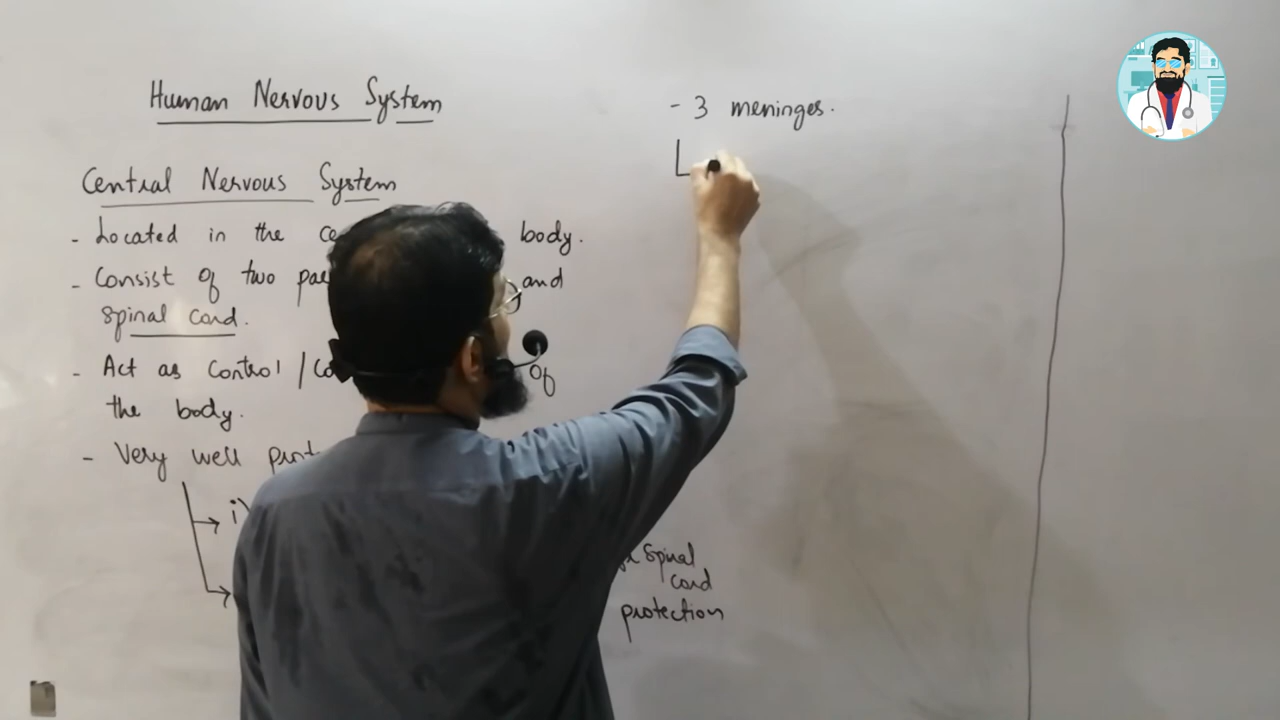 Human Nervous System
Central Nervous System
- Located in the body.
- Consist of two and
spinal cord.
- Act as control / of
the body.
- Very well
i)
spinal
cord
protection
- 3 meninges.